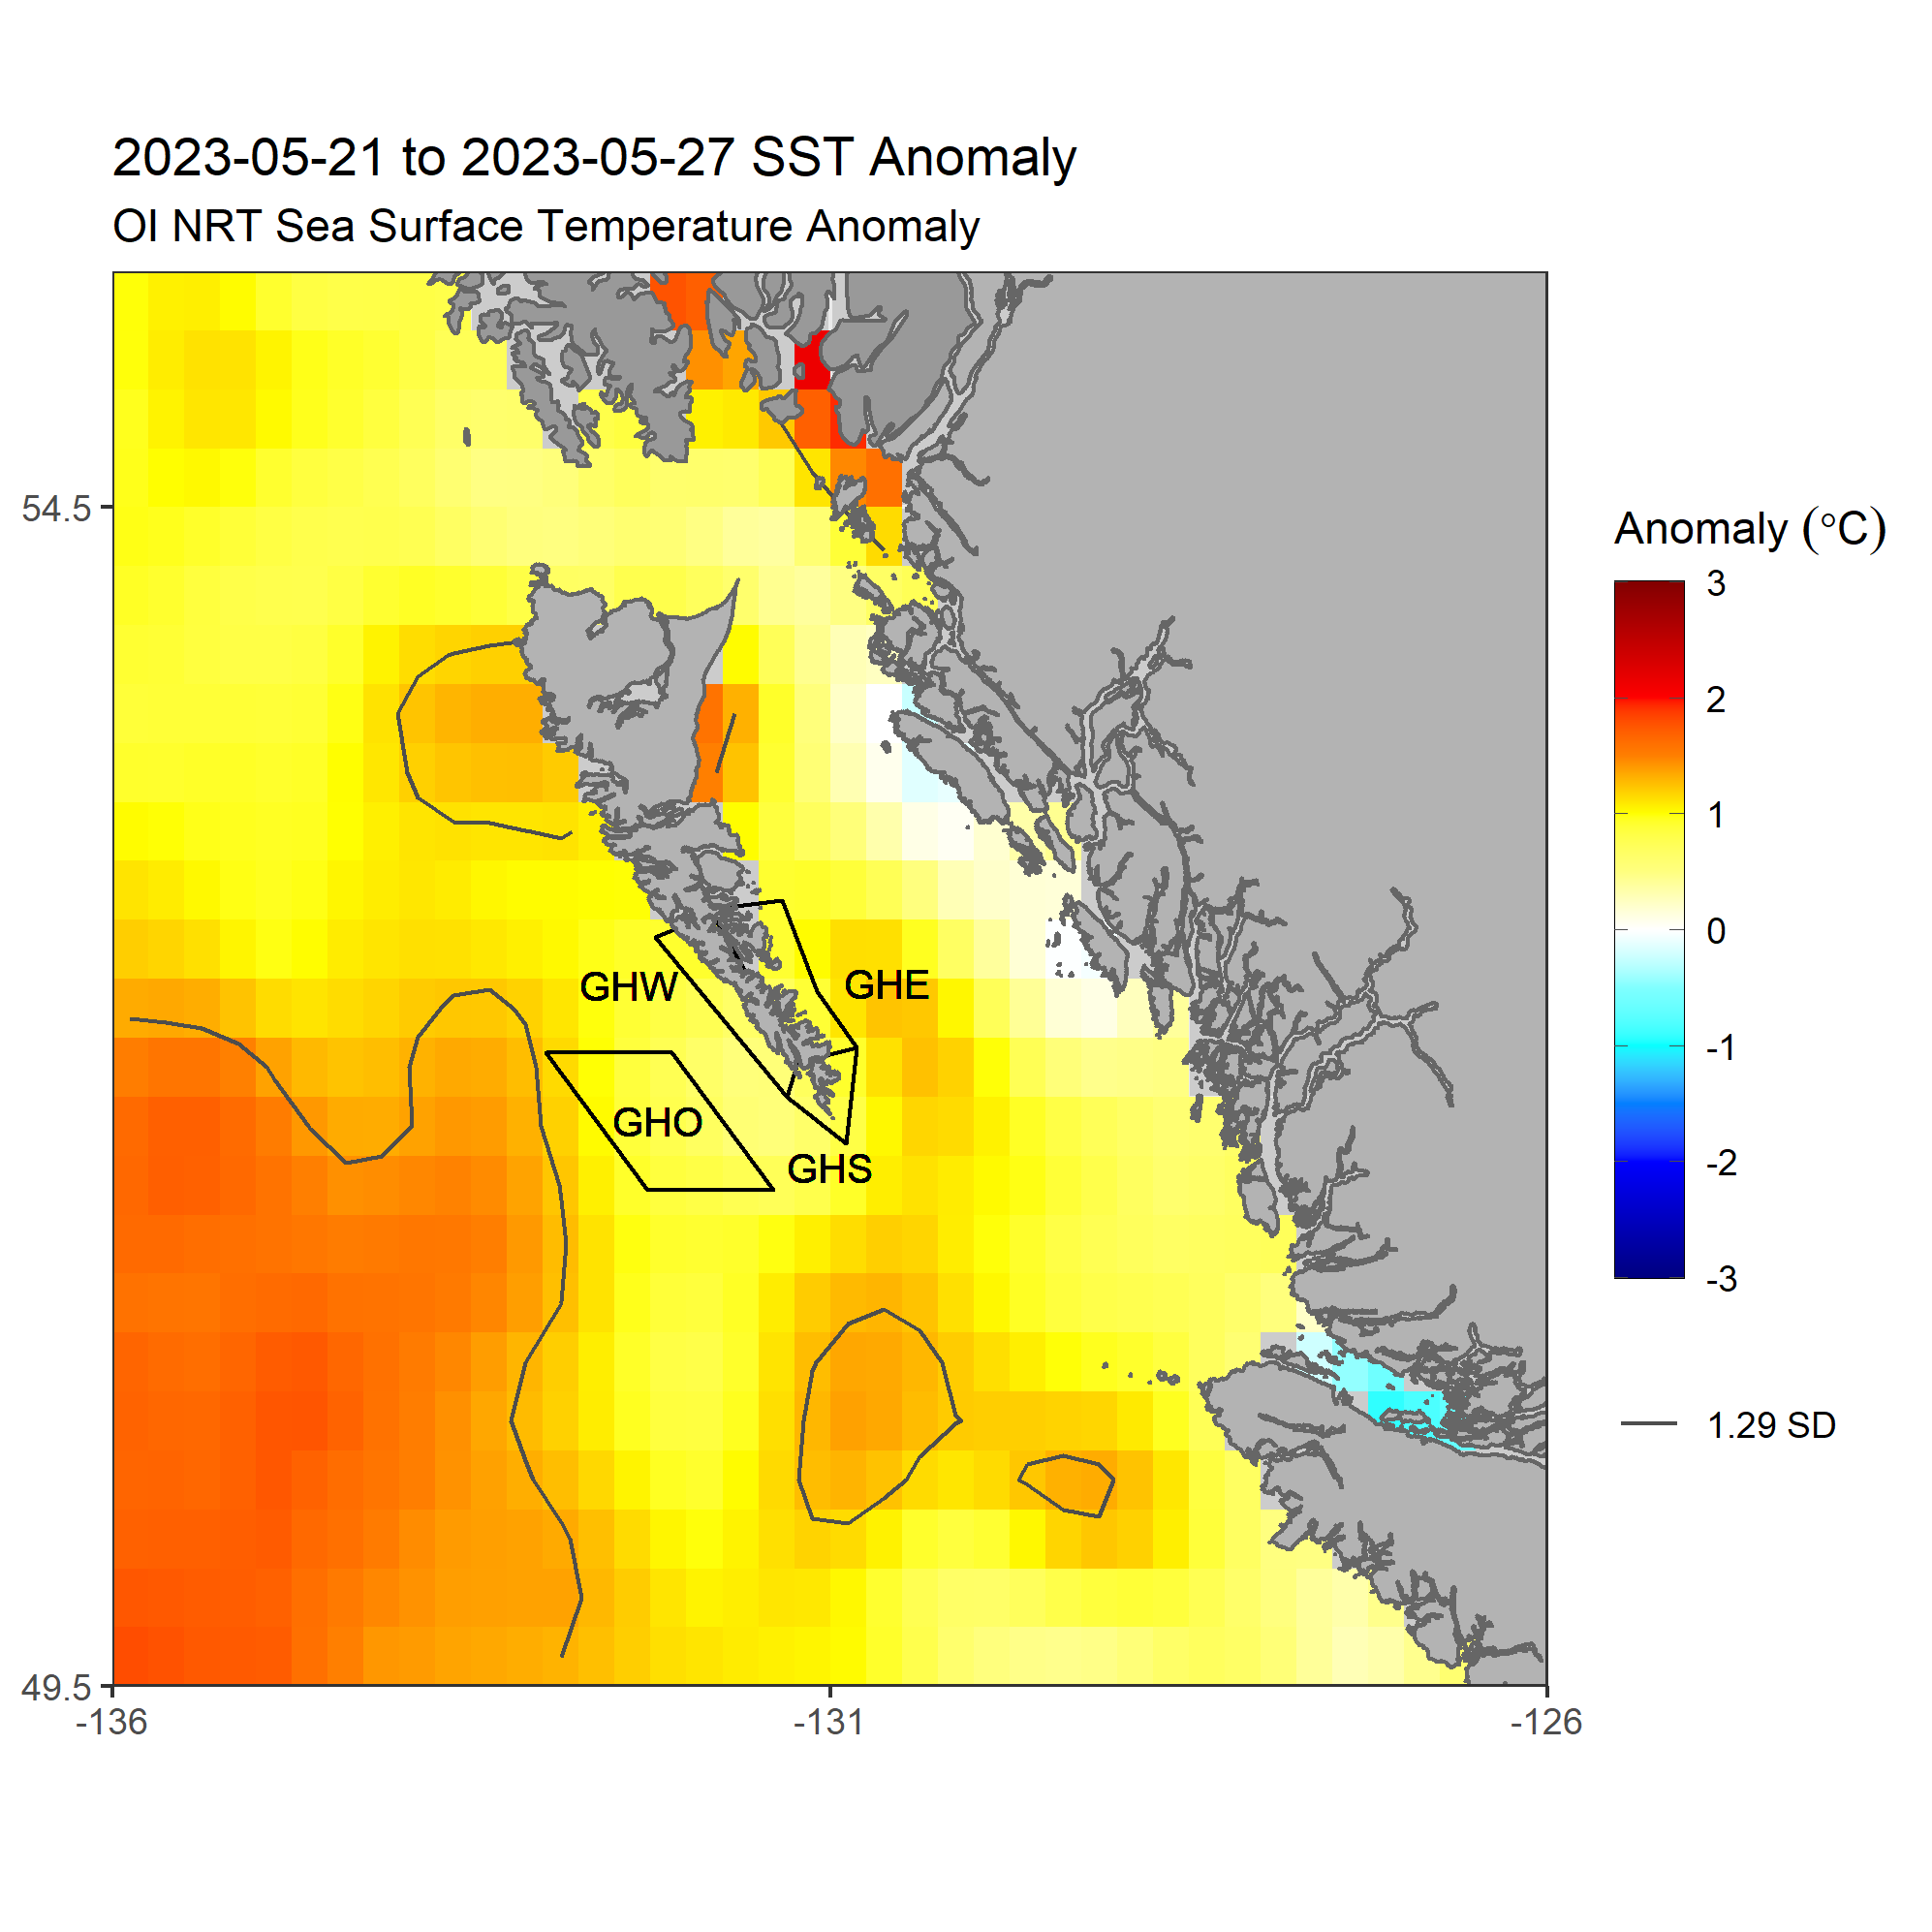 2023-05-21 to 2023-05-27 SST Anomaly
OI NRT Sea Surface Temperature Anomaly
54.5
49.5
-136
-131
-126
GHW
GHE
GHO
GHS
Anomaly (°C)
3
2
1
0
-1
-2
-3
1.29 SD